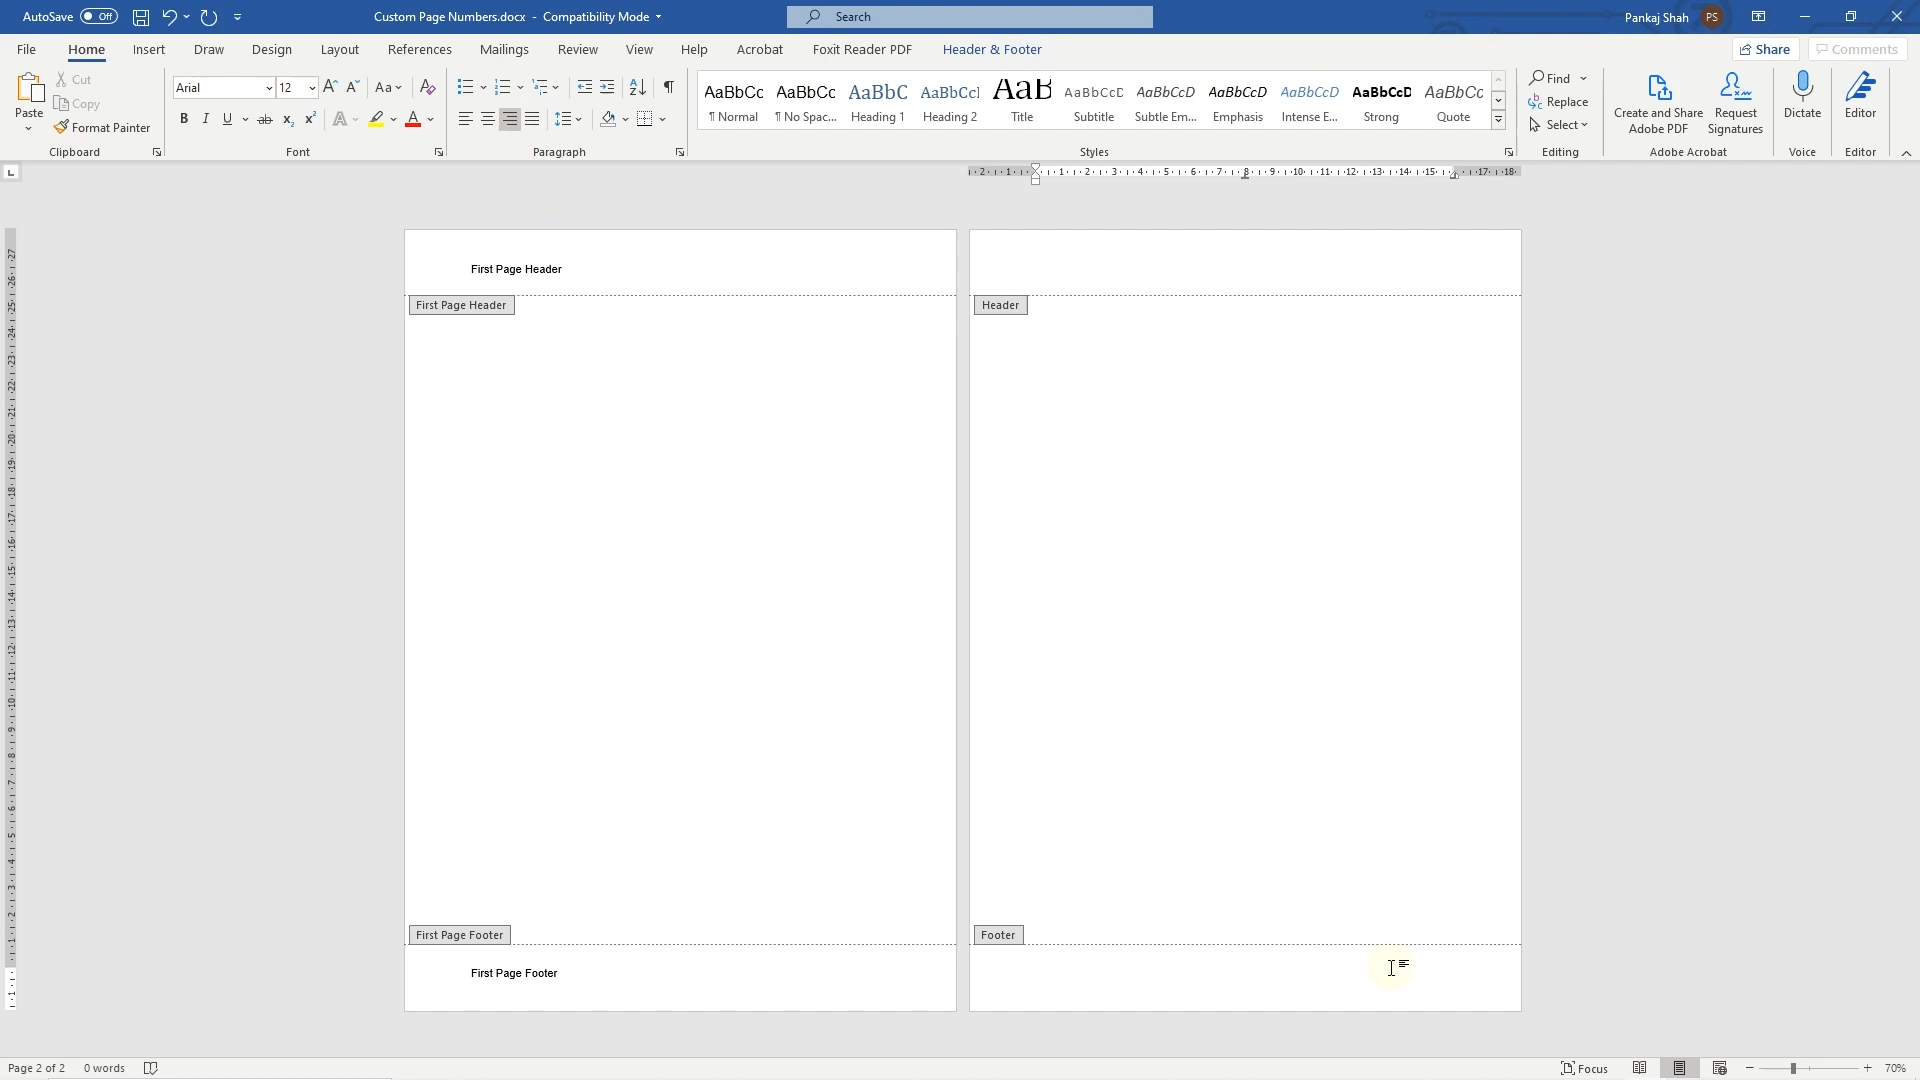 AutoSave Off Custom Page Numbers.docx - Compatibility Mode Search Pankaj Shah PS
File Home Insert Draw Design Layout References Mailings Review View Help Acrobat Foxit Reader PDF Header & Footer Share Comments
Paste
Cut
Copy
Format Painter
Clipboard
Arial 12
Font
Paragraph
AaBbCc AaBbCc AaBbC AaBbCcI AaB AaBbCcD AaBbCcD AaBbCcD AaBbCcD AaBbCcD AaBbCc
¶ Normal ¶ No Spac... Heading 1 Heading 2 Title Subtitle Subtle Em... Emphasis Intense E... Strong Quote
Styles
Find
Replace
Select
Editing
Create and Share
Adobe PDF
Request
Signatures
Adobe Acrobat
Dictate
Voice
Editor
Editor
First Page Header
First Page Header
Header
First Page Footer
Footer
First Page Footer
Page 2 of 2 0 words Focus 70%